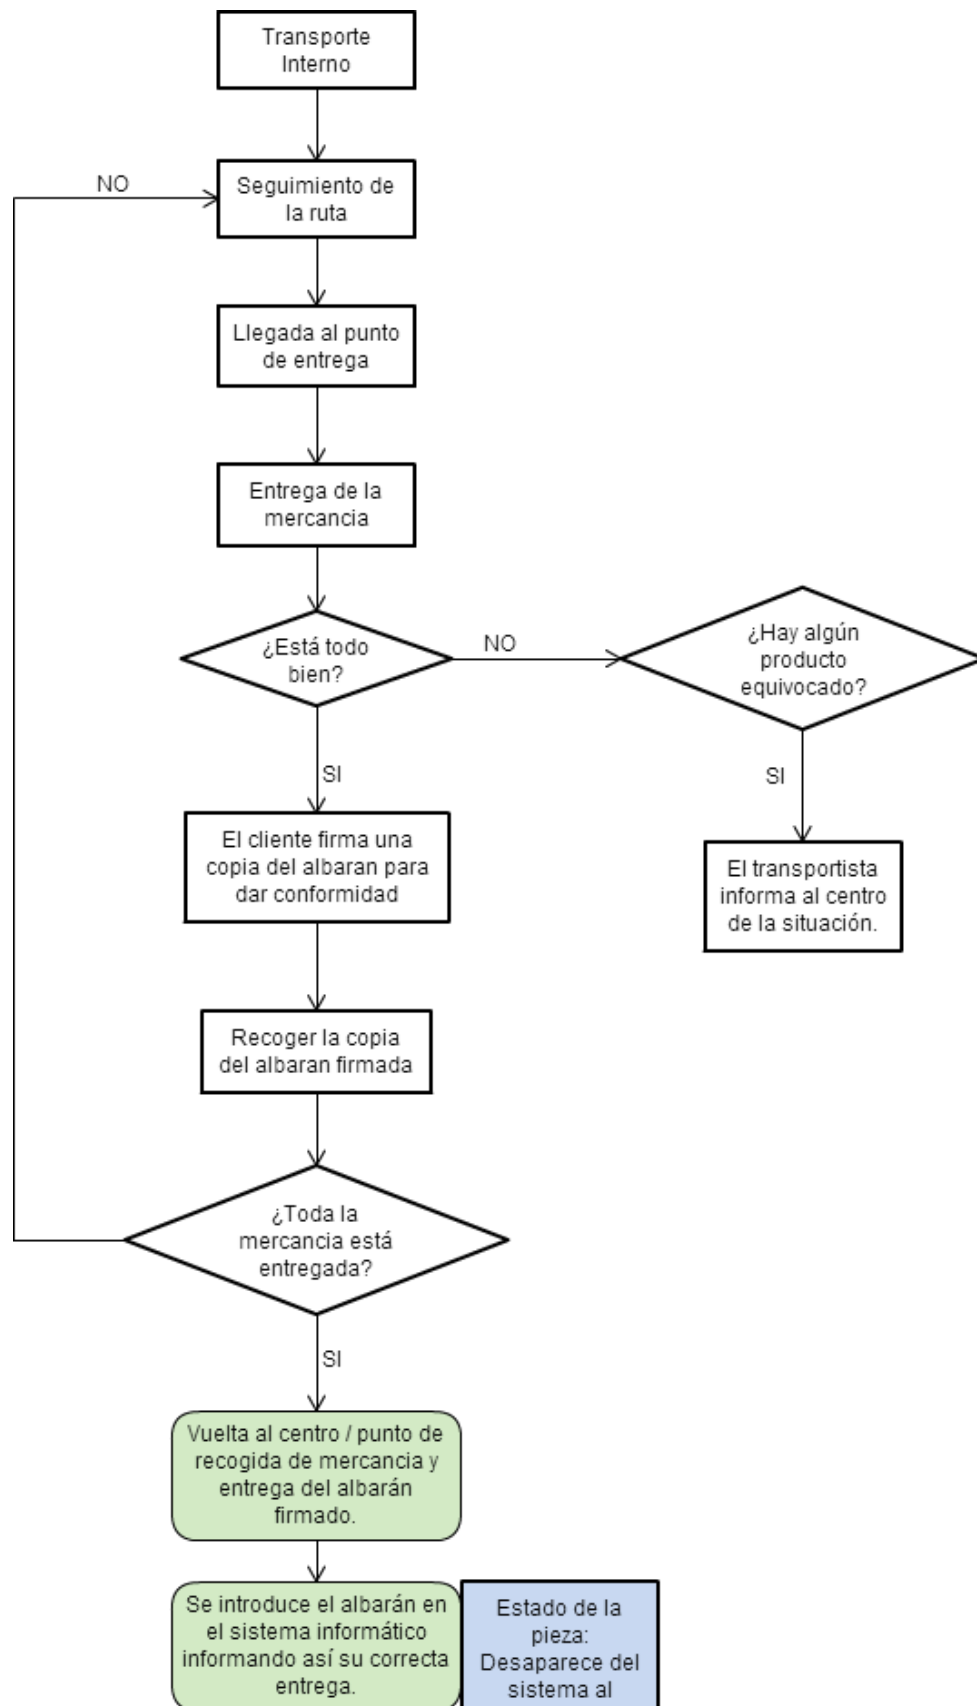 Transporte
Interno
NO
Seguimiento de
la ruta
Llegada al punto
de entrega
Entrega de la
mercancia
¿Está todo
bien?
NO
¿Hay algún
producto
equivocado?
SI
SI
El cliente firma una
copia del albaran para
dar conformidad
El transportista
informa al centro
de la situación.
Recoger la copia
del albaran firmada
¿Toda la
mercancia está
entregada?
SI
Vuelta al centro / punto de
recogida de mercancia y
entrega del albarán
firmado.
Se introduce el albarán en
el sistema informático
informando así su correcta
entrega.
Estado de la
pieza:
Desaparece del
sistema al